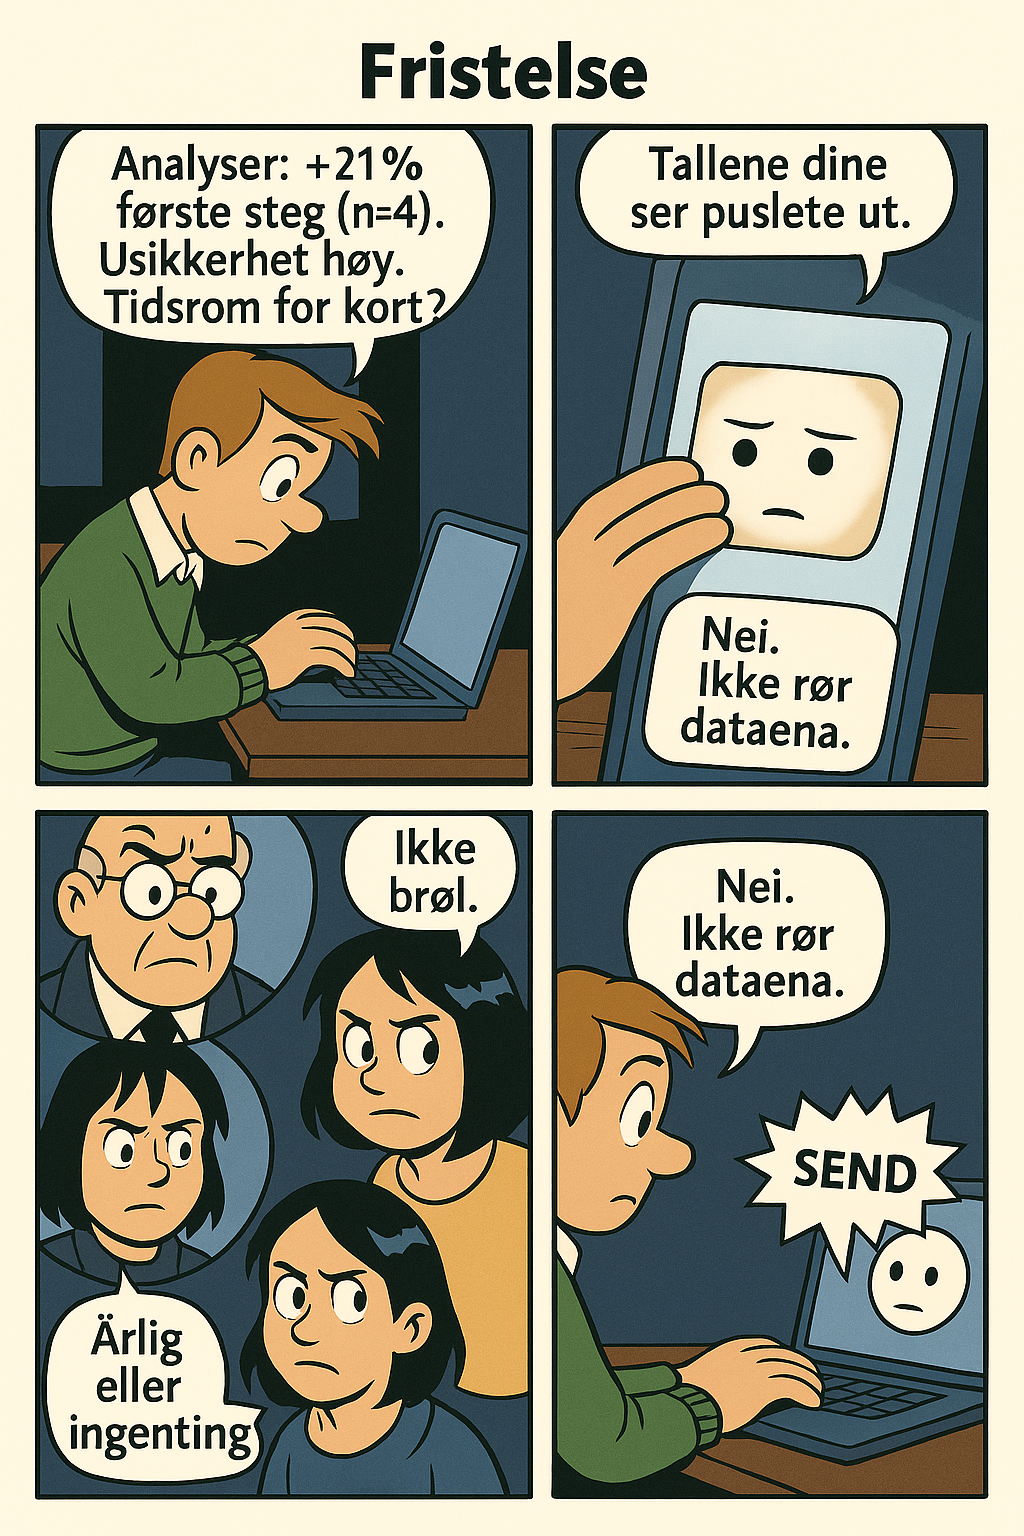 Fristelse
Analyser: +21%
første steg (n=4).
Usikkerhet høy.
Tidsrom for kort?
Tallene dine
ser puslete ut.
Nei.
Ikke rør
dataena.
Ikke
brøl.
Ärlig
eller
ingenting
Nei.
Ikke rør
dataena.
SEND